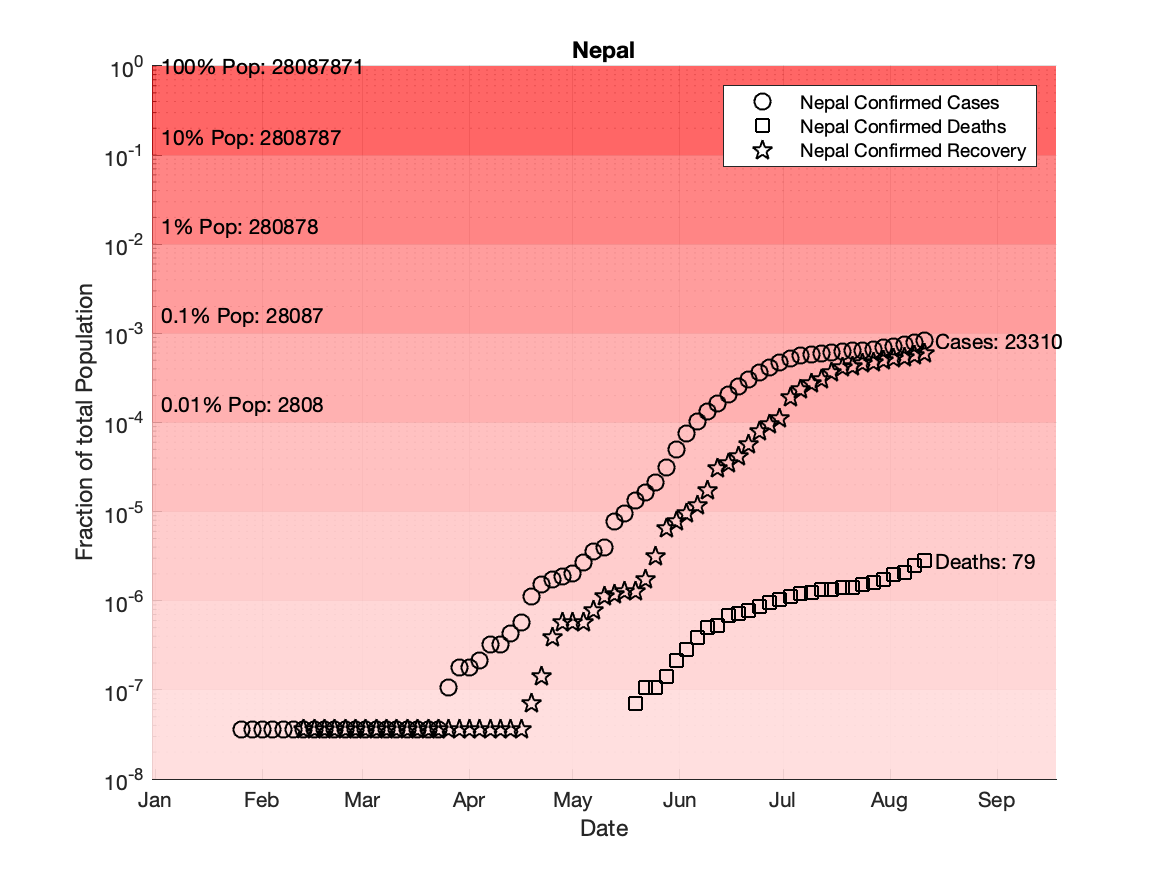 Nepal
10^0
100% Pop: 28087871
Nepal Confirmed Cases
Nepal Confirmed Deaths
Nepal Confirmed Recovery
10% Pop: 2808787
10^-1
1% Pop: 280878
10^-2
0.1% Pop: 28087
10^-3
Cases: 23310
0.01% Pop: 2808
10^-4
10^-5
Deaths: 79
10^-6
10^-7
10^-8
Fraction of total Population
Jan Feb Mar Apr May Jun Jul Aug Sep
Date